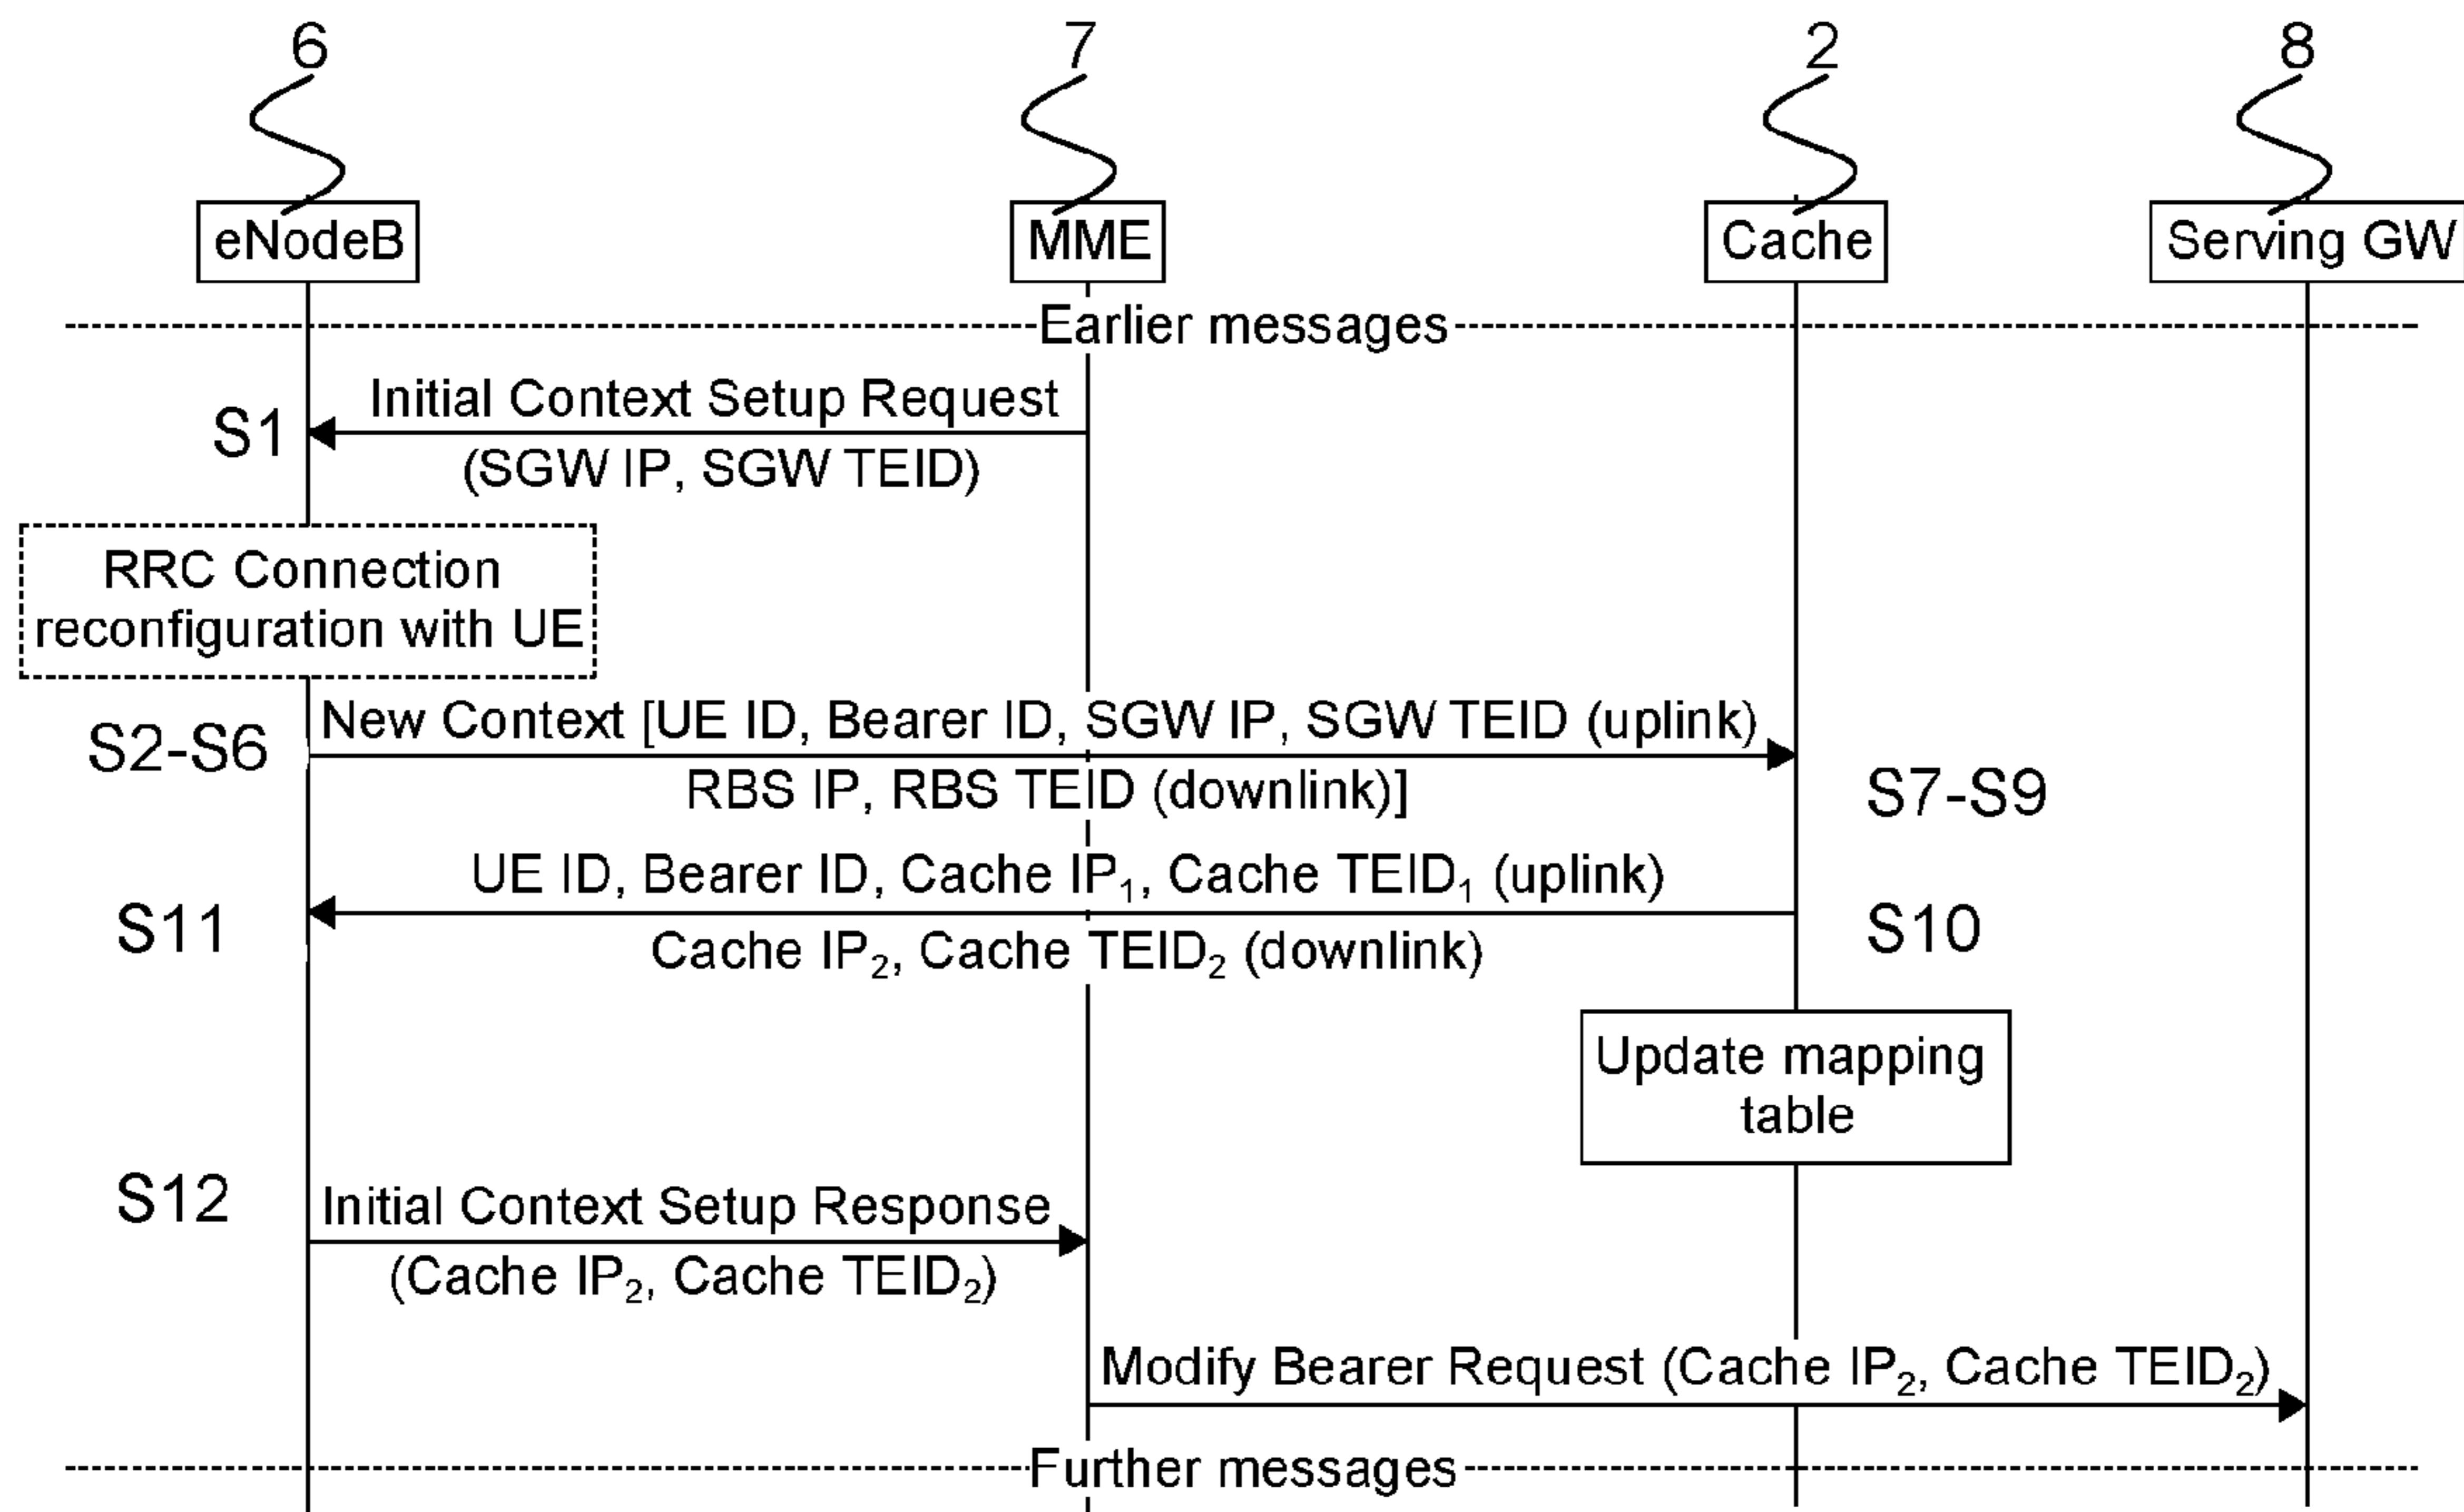 6 7 2 8
eNodeB MME Cache Serving GW
Earlier messages
Initial Context Setup Request
S1
(SGW IP, SGW TEID)
RRC Connection
reconfiguration with UE
New Context [UE ID, Bearer ID, SGW IP, SGW TEID (uplink)
S2-S6
RBS IP, RBS TEID (downlink)]
S7-S9
UE ID, Bearer ID, Cache IP₁, Cache TEID₁ (uplink)
S11 S10
Cache IP₂, Cache TEID₂ (downlink)
Update mapping
table
S12
Initial Context Setup Response
(Cache IP₂, Cache TEID₂)
Modify Bearer Request (Cache IP₂, Cache TEID₂)
Further messages